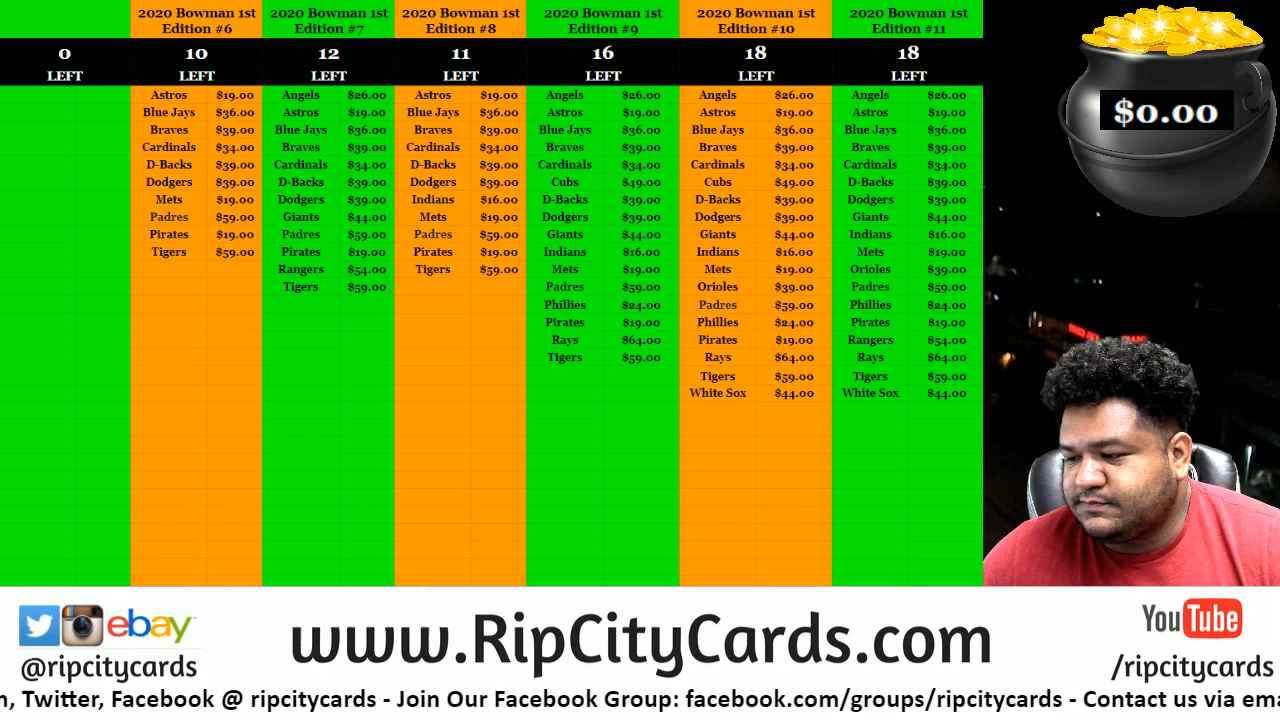 2020 Bowman 1st
Edition #6
2020 Bowman 1st
Edition #7
2020 Bowman 1st
Edition #8
2020 Bowman 1st
Edition #9
2020 Bowman 1st
Edition #10
2020 Bowman 1st
Edition #11
0 10 12 11 16 18 18
LEFT LEFT LEFT LEFT LEFT LEFT LEFT
Astros $19.00 Angels $26.00 Astros $19.00 Angels $26.00 Angels $26.00 Angels $26.00
Blue Jays $36.00 Astros $19.00 Blue Jays $36.00 Astros $19.00 Astros $19.00 Astros $19.00
Braves $39.00 Blue Jays $36.00 Braves $39.00 Blue Jays $36.00 Blue Jays $36.00 Blue Jays $36.00
Cardinals $34.00 Braves $39.00 Cardinals $34.00 Braves $39.00 Braves $39.00 Braves $39.00
D-Backs $39.00 Cardinals $34.00 D-Backs $39.00 Cardinals $34.00 Cardinals $34.00 Cardinals $34.00
Dodgers $39.00 D-Backs $39.00 Dodgers $39.00 Cubs $49.00 Cubs $49.00 D-Backs $39.00
Mets $19.00 Dodgers $39.00 Indians $16.00 D-Backs $39.00 D-Backs $39.00 Dodgers $39.00
Padres $59.00 Giants $44.00 Mets $19.00 Dodgers $39.00 Dodgers $39.00 Giants $44.00
Pirates $19.00 Padres $59.00 Padres $59.00 Giants $44.00 Giants $44.00 Indians $16.00
Tigers $59.00 Pirates $19.00 Pirates $19.00 Indians $16.00 Indians $16.00 Mets $19.00
Rangers $54.00 Tigers $59.00 Mets $19.00 Mets $19.00 Orioles $39.00
Tigers $59.00 Padres $59.00 Orioles $39.00 Padres $59.00
Phillies $24.00 Padres $59.00 Phillies $24.00
Pirates $19.00 Phillies $24.00 Pirates $19.00
Rays $64.00 Pirates $19.00 Rangers $54.00
Tigers $59.00 Rays $64.00 Rays $64.00
Tigers $59.00 Tigers $59.00
White Sox $44.00 White Sox $44.00
$0.00
ebay
@ripcitycards
www.RipCityCards.com
YouTube
/ripcitycards
n, Twitter, Facebook @ ripcitycards - Join Our Facebook Group: facebook.com/groups/ripcitycards - Contact us via ema